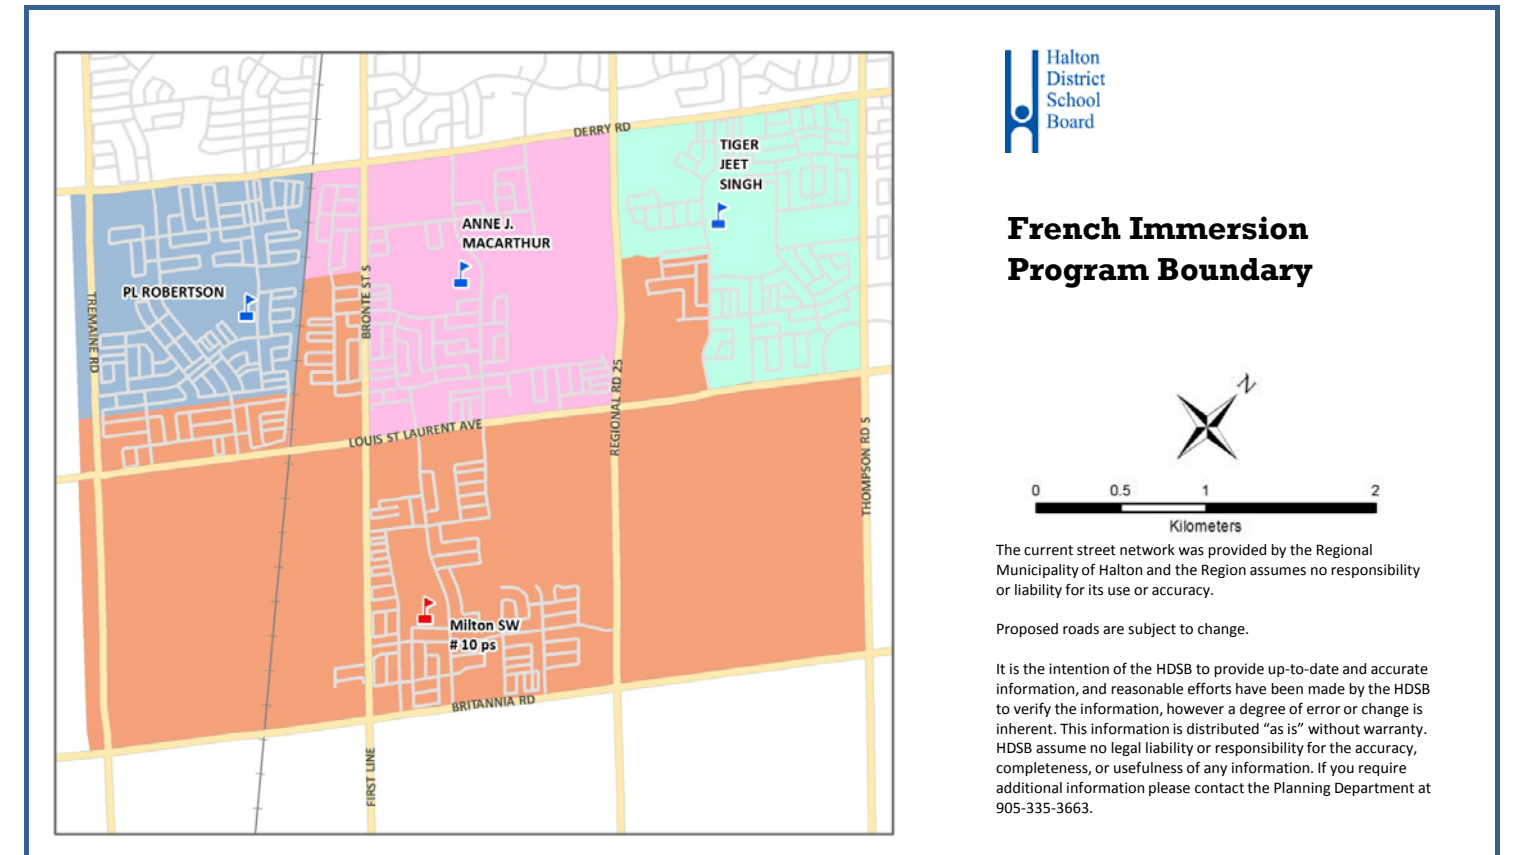 Halton
District
School
Board
French Immersion
Program Boundary
DERRY RD
TIGER
JEET
SINGH
ANNE J.
MACARTHUR
PL ROBERTSON
TREMAINE RD
BRONTE ST S
REGIONAL RD 25
LOUIS ST LAURENT AVE
THOMPSON RD S
Milton SW
# 10 ps
BRITANNIA RD
FIRST LINE
N
0 0.5 1 2
Kilometers
The current street network was provided by the Regional
Municipality of Halton and the Region assumes no responsibility
or liability for its use or accuracy.
Proposed roads are subject to change.
It is the intention of the HDSB to provide up-to-date and accurate
information, and reasonable efforts have been made by the HDSB
to verify the information, however a degree of error or change is
inherent. This information is distributed “as is” without warranty.
HDSB assume no legal liability or responsibility for the accuracy,
completeness, or usefulness of any information. If you require
additional information please contact the Planning Department at
905-335-3663.